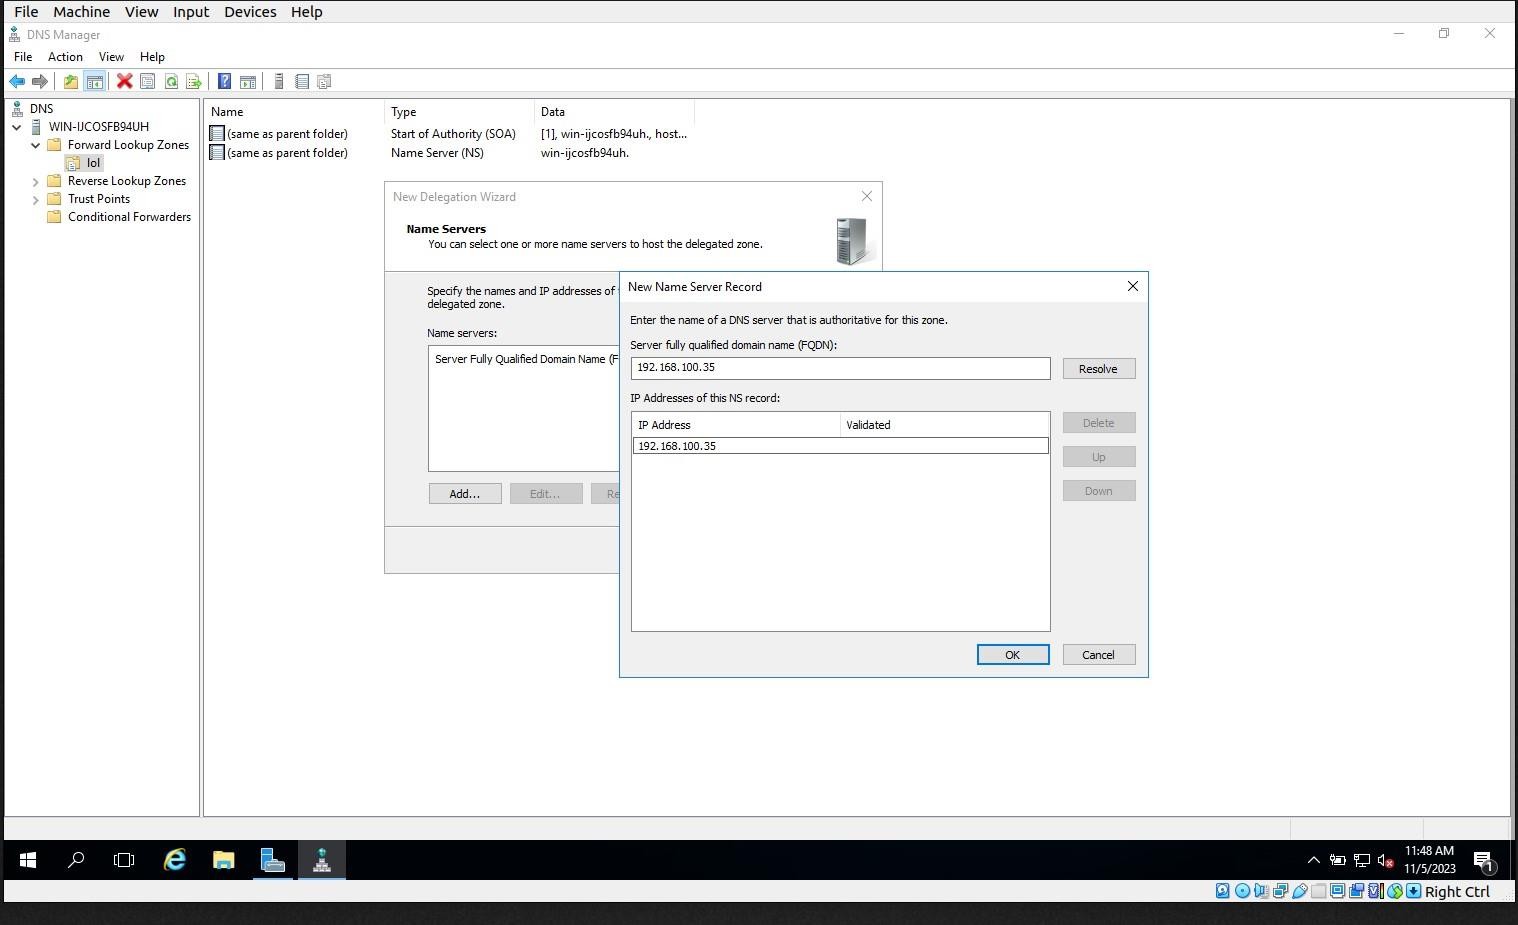 File Machine View Input Devices Help
DNS Manager
File Action View Help
DNS
WIN-IJCOSFB94UH
Forward Lookup Zones
lol
Reverse Lookup Zones
Trust Points
Conditional Forwarders
Name Type Data
(same as parent folder) Start of Authority (SOA) [1], win-ijcosfb94uh., host...
(same as parent folder) Name Server (NS) win-ijcosfb94uh.
New Delegation Wizard
Name Servers
You can select one or more name servers to host the delegated zone.
Specify the names and IP addresses of
delegated zone.
Name servers:
Server Fully Qualified Domain Name (F
Add... Edit... Re
New Name Server Record
Enter the name of a DNS server that is authoritative for this zone.
Server fully qualified domain name (FQDN):
192.168.100.35 Resolve
IP Addresses of this NS record:
IP Address Validated
192.168.100.35
Delete
Up
Down
OK Cancel
11:48 AM
11/5/2023
1
Right Ctrl